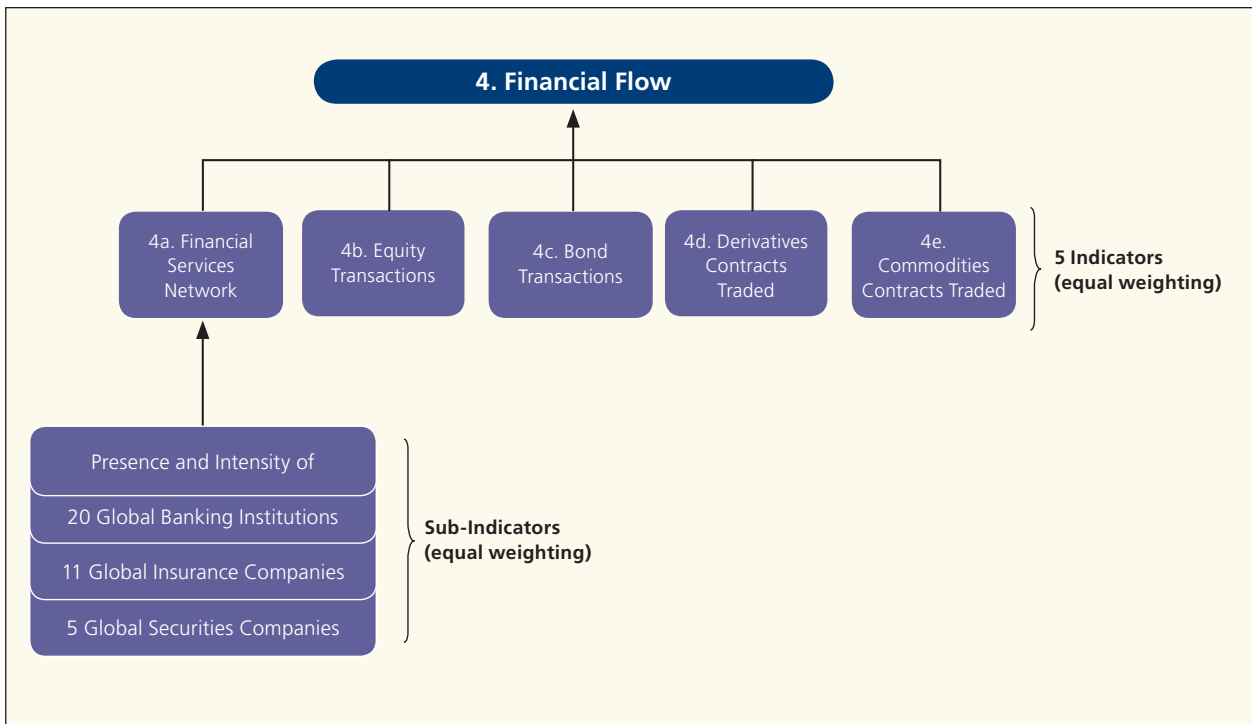 4. Financial Flow
4a. Financial
Services
Network
4b. Equity
Transactions
4c. Bond
Transactions
4d. Derivatives
Contracts
Traded
4e.
Commodities
Contracts Traded
5 Indicators
(equal weighting)
Presence and Intensity of
20 Global Banking Institutions
11 Global Insurance Companies
5 Global Securities Companies
Sub-Indicators
(equal weighting)